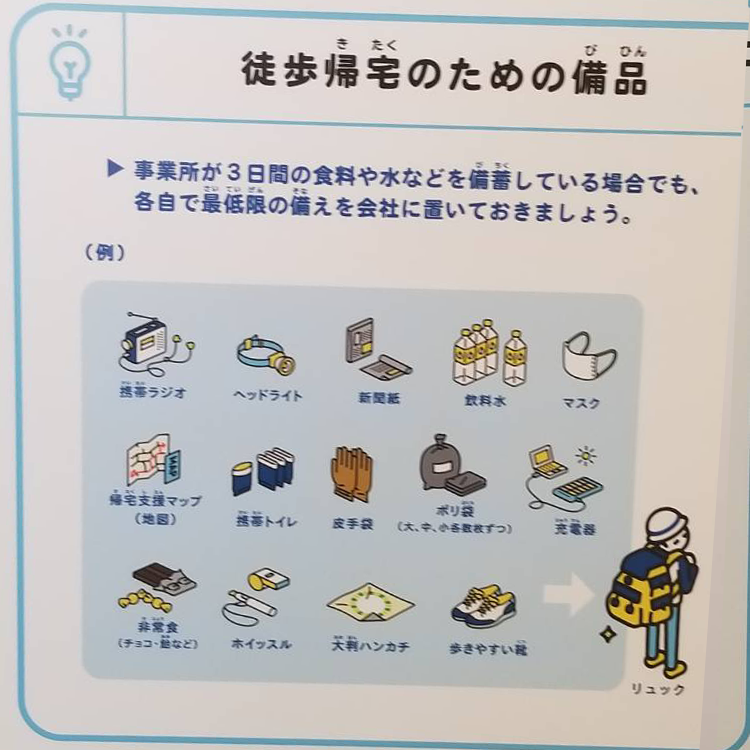 徒歩帰宅のための備品
▶事業所が3日間の食料や水などを備蓄している場合でも、
各自で最低限の備えを会社に置いておきましょう。
（例）
携帯ラジオ ヘッドライト 新聞紙 飲料水 マスク
帰宅支援マップ
（地図）
携帯トイレ 皮手袋
ポリ袋
（大、中、小各数枚ずつ）
充電器
非常食
（チョコ・飴など）
ホイッスル 大判ハンカチ 歩きやすい靴
リュック